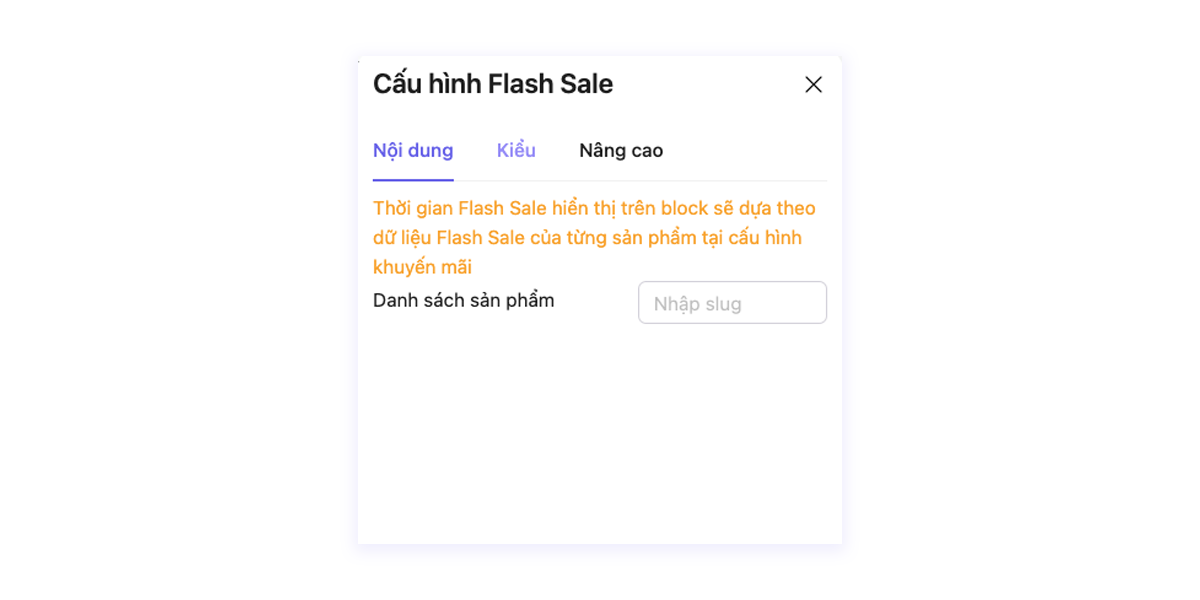 Cấu hình Flash Sale
Nội dung Kiểu Nâng cao
Thời gian Flash Sale hiển thị trên block sẽ dựa theo
dữ liệu Flash Sale của từng sản phẩm tại cấu hình
khuyến mãi
Danh sách sản phẩm Nhập slug